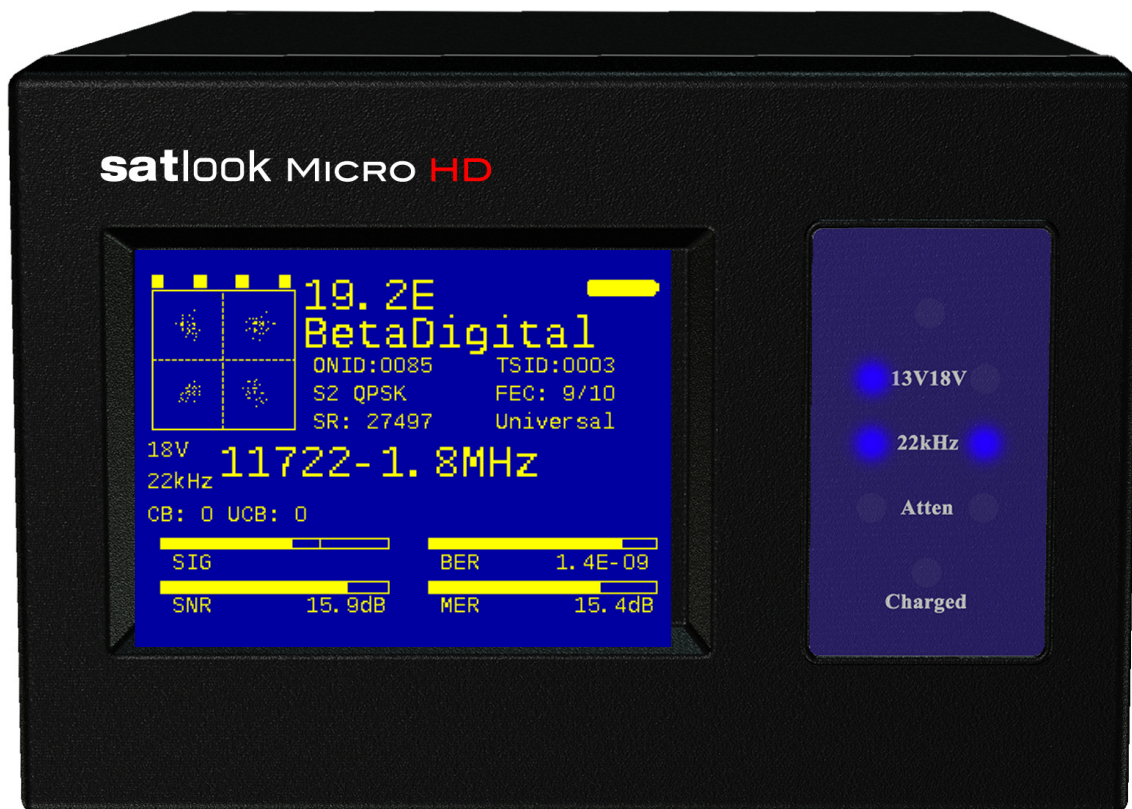 satlook MICRO HD
19.2E
BetaDigital
ONID:0085 TSID:0003
S2 QPSK FEC: 9/10
SR: 27497 Universal
18V
22kHz
11722-1.8MHz
CB: 0 UCB: 0
SIG BER 1.4E-09
SNR 15.9dB MER 15.4dB
13V18V
22kHz
Atten
Charged